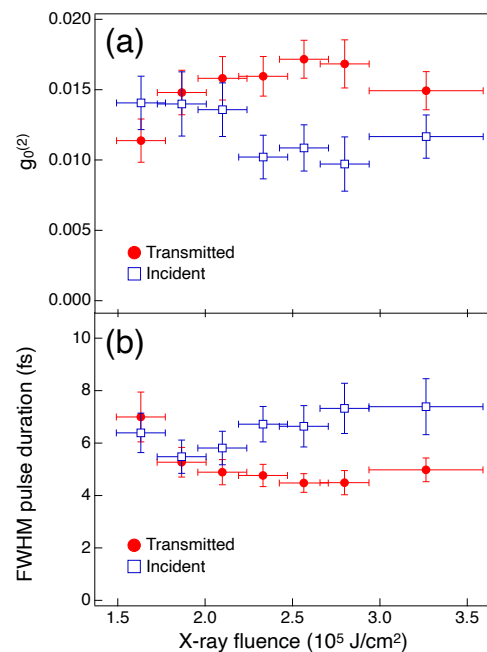 (a)
0.020
0.015
0.010
0.005
0.000
g₀⁽²⁾
Transmitted
Incident
(b)
10
8
6
4
2
0
FWHM pulse duration (fs)
Transmitted
Incident
1.5 2.0 2.5 3.0 3.5
X-ray fluence (10⁵ J/cm²)